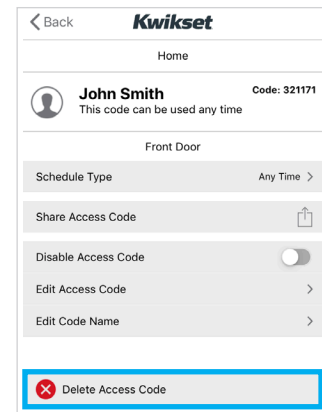 Back Kwikset
Home
John Smith Code: 321171
This code can be used any time
Front Door
Schedule Type Any Time
Share Access Code
Disable Access Code
Edit Access Code
Edit Code Name
Delete Access Code